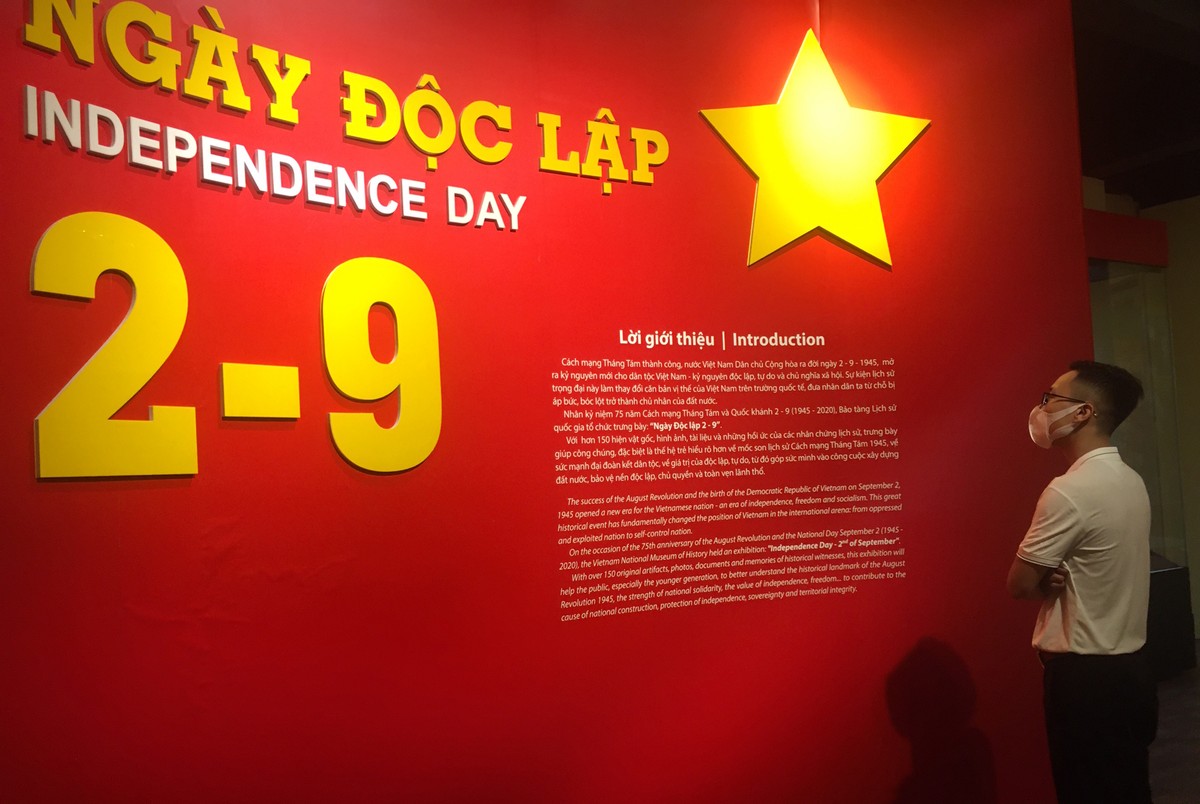 NGÀY ĐỘC LẬP
INDEPENDENCE DAY
2-9
Lời giới thiệu | Introduction
Cách mạng Tháng Tám thành công, nước Việt Nam Dân chủ Cộng hòa ra đời ngày 2 - 9 - 1945, mở
ra kỷ nguyên mới cho dân tộc Việt Nam - kỷ nguyên độc lập, tự do và chủ nghĩa xã hội. Sự kiện lịch sử
trọng đại này làm thay đổi căn bản vị thế của Việt Nam trên trường quốc tế, đưa nhân dân ta từ chỗ bị
áp bức, bóc lột trở thành chủ nhân của đất nước.
Nhân kỷ niệm 75 năm Cách mạng Tháng Tám và Quốc khánh 2 - 9 (1945 - 2020), Bảo tàng Lịch sử
quốc gia tổ chức trưng bày: “Ngày Độc lập 2 - 9”.
Với hơn 150 hiện vật gốc, hình ảnh, tài liệu và những hồi ức của các nhân chứng lịch sử, trưng bày
giúp công chúng, đặc biệt là thế hệ trẻ hiểu rõ hơn về mốc son lịch sử Cách mạng Tháng Tám 1945, về
sức mạnh đại đoàn kết dân tộc, về giá trị của độc lập, tự do, từ đó góp sức mình vào công cuộc xây dựng
đất nước, bảo vệ nền độc lập, chủ quyền và toàn vẹn lãnh thổ.
The success of the August Revolution and the birth of the Democratic Republic of Vietnam on September 2,
1945 opened a new era for the Vietnamese nation - an era of independence, freedom and socialism. This great
historical event has fundamentally changed the position of Vietnam in the international arena: from oppressed
and exploited nation to self-control nation.
On the occasion of the 75th anniversary of the August Revolution and the National Day September 2 (1945 -
2020), the Vietnam National Museum of History held an exhibition: “Independence Day - 2nd of September”.
With over 150 original artifacts, photos, documents and memories of historical witnesses, this exhibition will
help the public, especially the younger generation, to better understand the historical landmark of the August
Revolution 1945, the strength of national solidarity, the value of independence, freedom... to contribute to the
cause of national construction, protection of independence, sovereignty and territorial integrity.